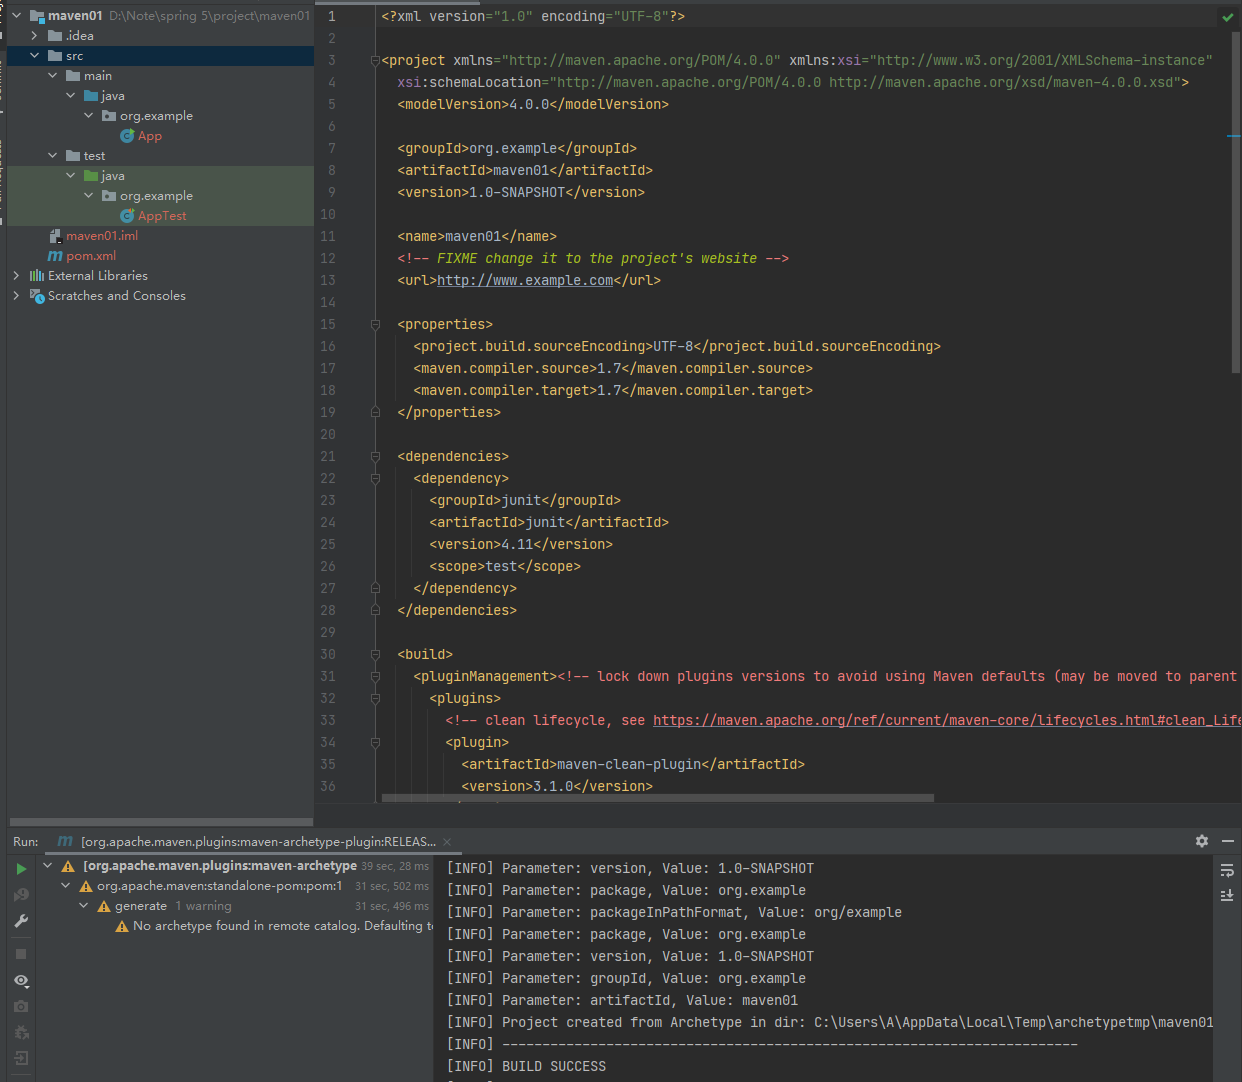 maven01 D:\Note\spring 5\project\maven01
.idea
src
main
java
org.example
App
test
java
org.example
AppTest
maven01.iml
pom.xml
External Libraries
Scratches and Consoles
1 <?xml version="1.0" encoding="UTF-8"?>
2
3 <project xmlns="http://maven.apache.org/POM/4.0.0" xmlns:xsi="http://www.w3.org/2001/XMLSchema-instance"
4 xsi:schemaLocation="http://maven.apache.org/POM/4.0.0 http://maven.apache.org/xsd/maven-4.0.0.xsd">
5 <modelVersion>4.0.0</modelVersion>
6
7 <groupId>org.example</groupId>
8 <artifactId>maven01</artifactId>
9 <version>1.0-SNAPSHOT</version>
10
11 <name>maven01</name>
12 <!-- FIXME change it to the project's website -->
13 <url>http://www.example.com</url>
14
15 <properties>
16 <project.build.sourceEncoding>UTF-8</project.build.sourceEncoding>
17 <maven.compiler.source>1.7</maven.compiler.source>
18 <maven.compiler.target>1.7</maven.compiler.target>
19 </properties>
20
21 <dependencies>
22 <dependency>
23 <groupId>junit</groupId>
24 <artifactId>junit</artifactId>
25 <version>4.11</version>
26 <scope>test</scope>
27 </dependency>
28 </dependencies>
29
30 <build>
31 <pluginManagement><!-- lock down plugins versions to avoid using Maven defaults (may be moved to parent
32 <plugins>
33 <!-- clean lifecycle, see https://maven.apache.org/ref/current/maven-core/lifecycles.html#clean_Life
34 <plugin>
35 <artifactId>maven-clean-plugin</artifactId>
36 <version>3.1.0</version>
Run: [org.apache.maven.plugins:maven-archetype-plugin:RELEAS...
[org.apache.maven.plugins:maven-archetype 39 sec, 28 ms
org.apache.maven:standalone-pom:pom:1 31 sec, 502 ms
generate 1 warning 31 sec, 496 ms
No archetype found in remote catalog. Defaulting to
[INFO] Parameter: version, Value: 1.0-SNAPSHOT
[INFO] Parameter: package, Value: org.example
[INFO] Parameter: packageInPathFormat, Value: org/example
[INFO] Parameter: package, Value: org.example
[INFO] Parameter: version, Value: 1.0-SNAPSHOT
[INFO] Parameter: groupId, Value: org.example
[INFO] Parameter: artifactId, Value: maven01
[INFO] Project created from Archetype in dir: C:\Users\A\AppData\Local\Temp\archetypetmp\maven01
[INFO] ------------------------------------------------------------------------
[INFO] BUILD SUCCESS